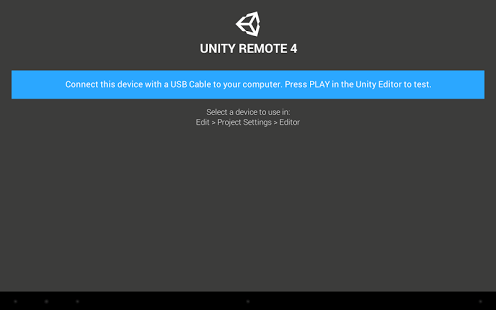 UNITY REMOTE 4
Connect this device with a USB Cable to your computer. Press PLAY in the Unity Editor to test.
Select a device to use in:
Edit > Project Settings > Editor